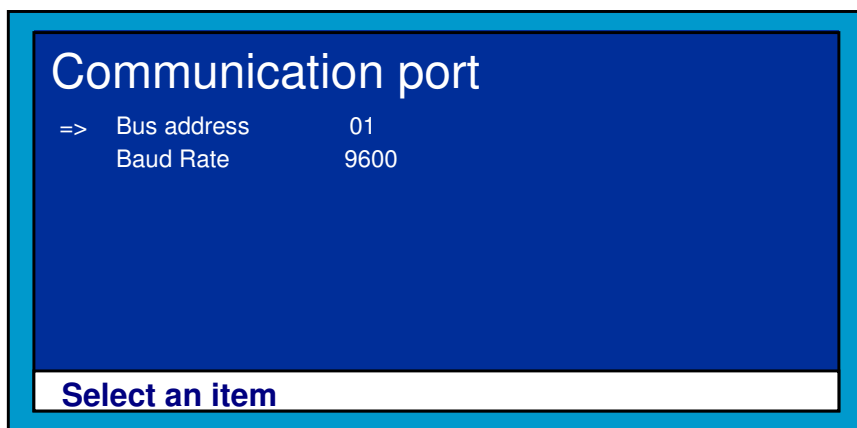 Communication port
=> Bus address 01
Baud Rate 9600
Select an item